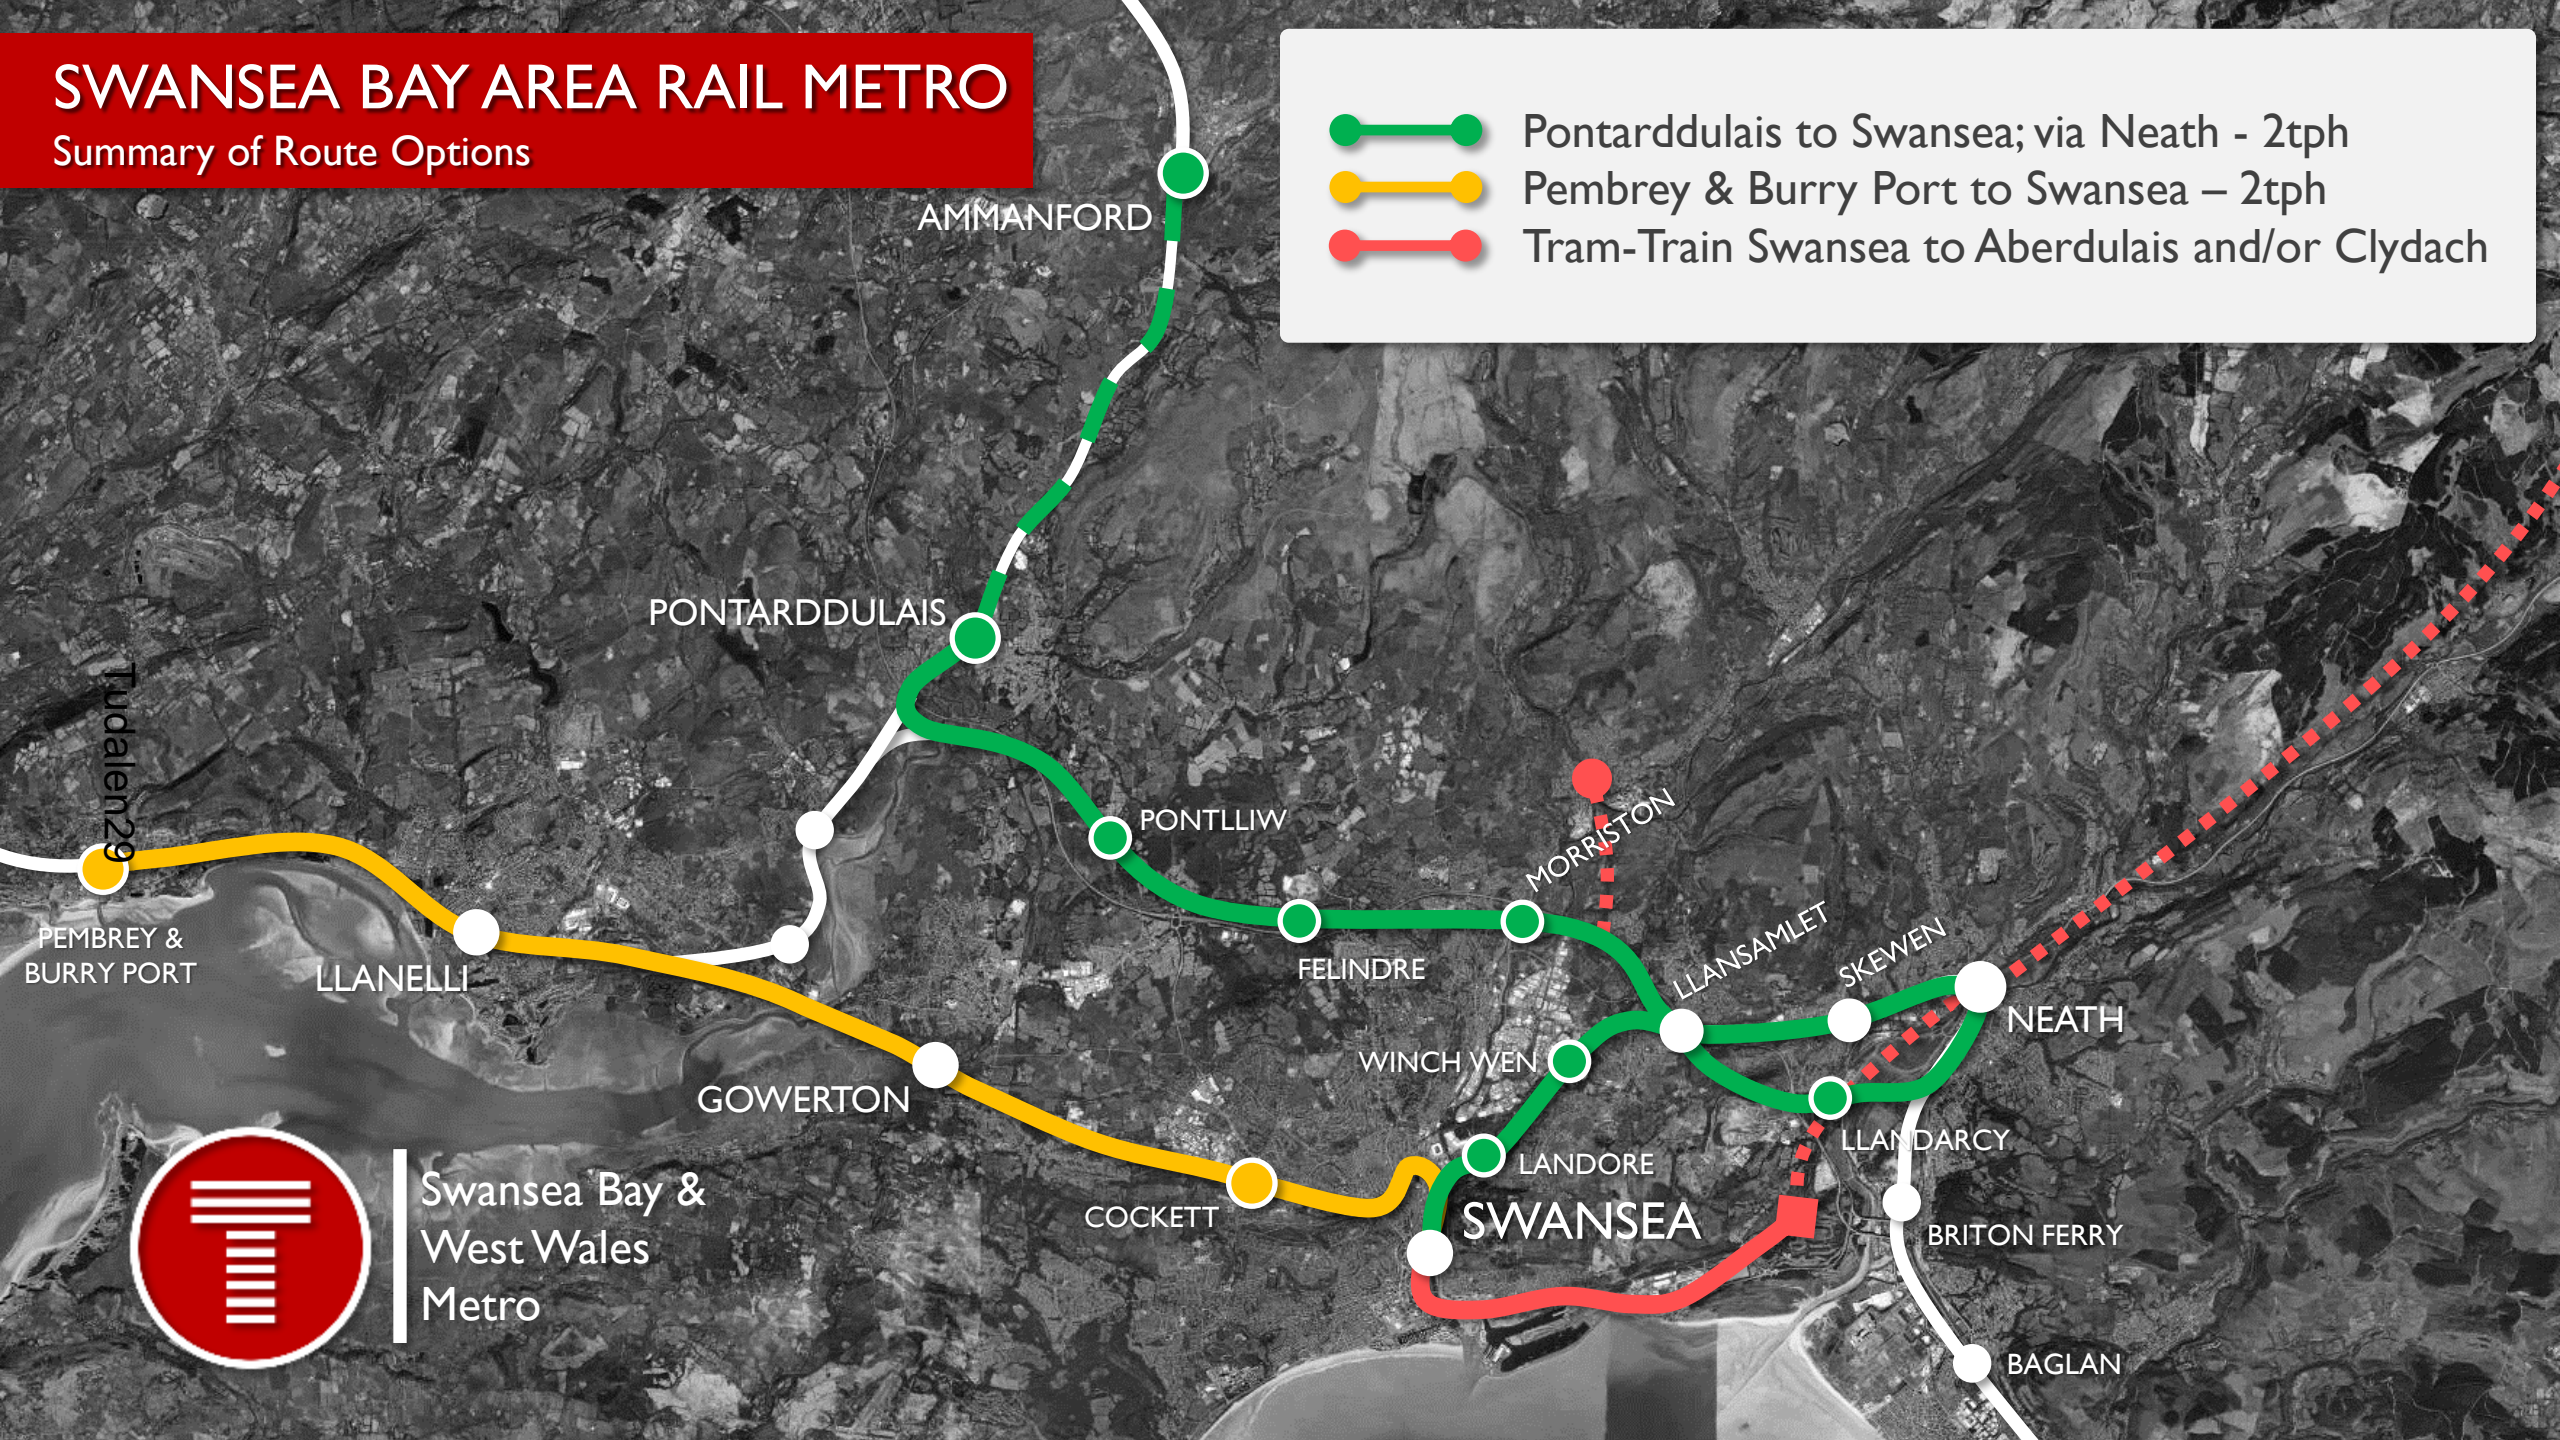 SWANSEA BAY AREA RAIL METRO
Summary of Route Options
Pontarddulais to Swansea; via Neath - 2tph
Pembrey & Burry Port to Swansea – 2tph
Tram-Train Swansea to Aberdulais and/or Clydach
AMMANFORD
PONTARDDULAIS
Tudalen29
PONTLLIW
MORRISTON
PEMBREY &
BURRY PORT
LLANELLI
FELINDRE
LLANSAMLET
SKEWEN
NEATH
WINCH WEN
GOWERTON
LLANDARCY
LANDORE
COCKETT
SWANSEA
BRITON FERRY
BAGLAN
Swansea Bay &
West Wales
Metro